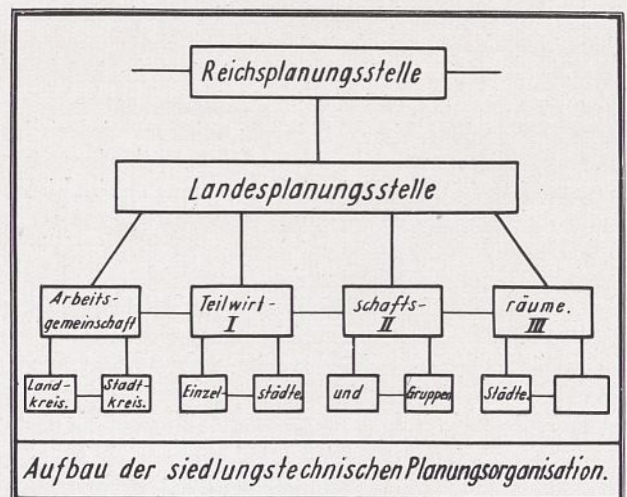 Reichsplanungsstelle
Landesplanungsstelle
Arbeits-
gemeinschaft
Teilwirt-
I
schafts-
II
räume.
III
Land-
kreis.
Stadt-
kreis.
Einzel-
städte.
und
Gruppen
Städte.
Aufbau der siedlungstechnischen Planungsorganisation.